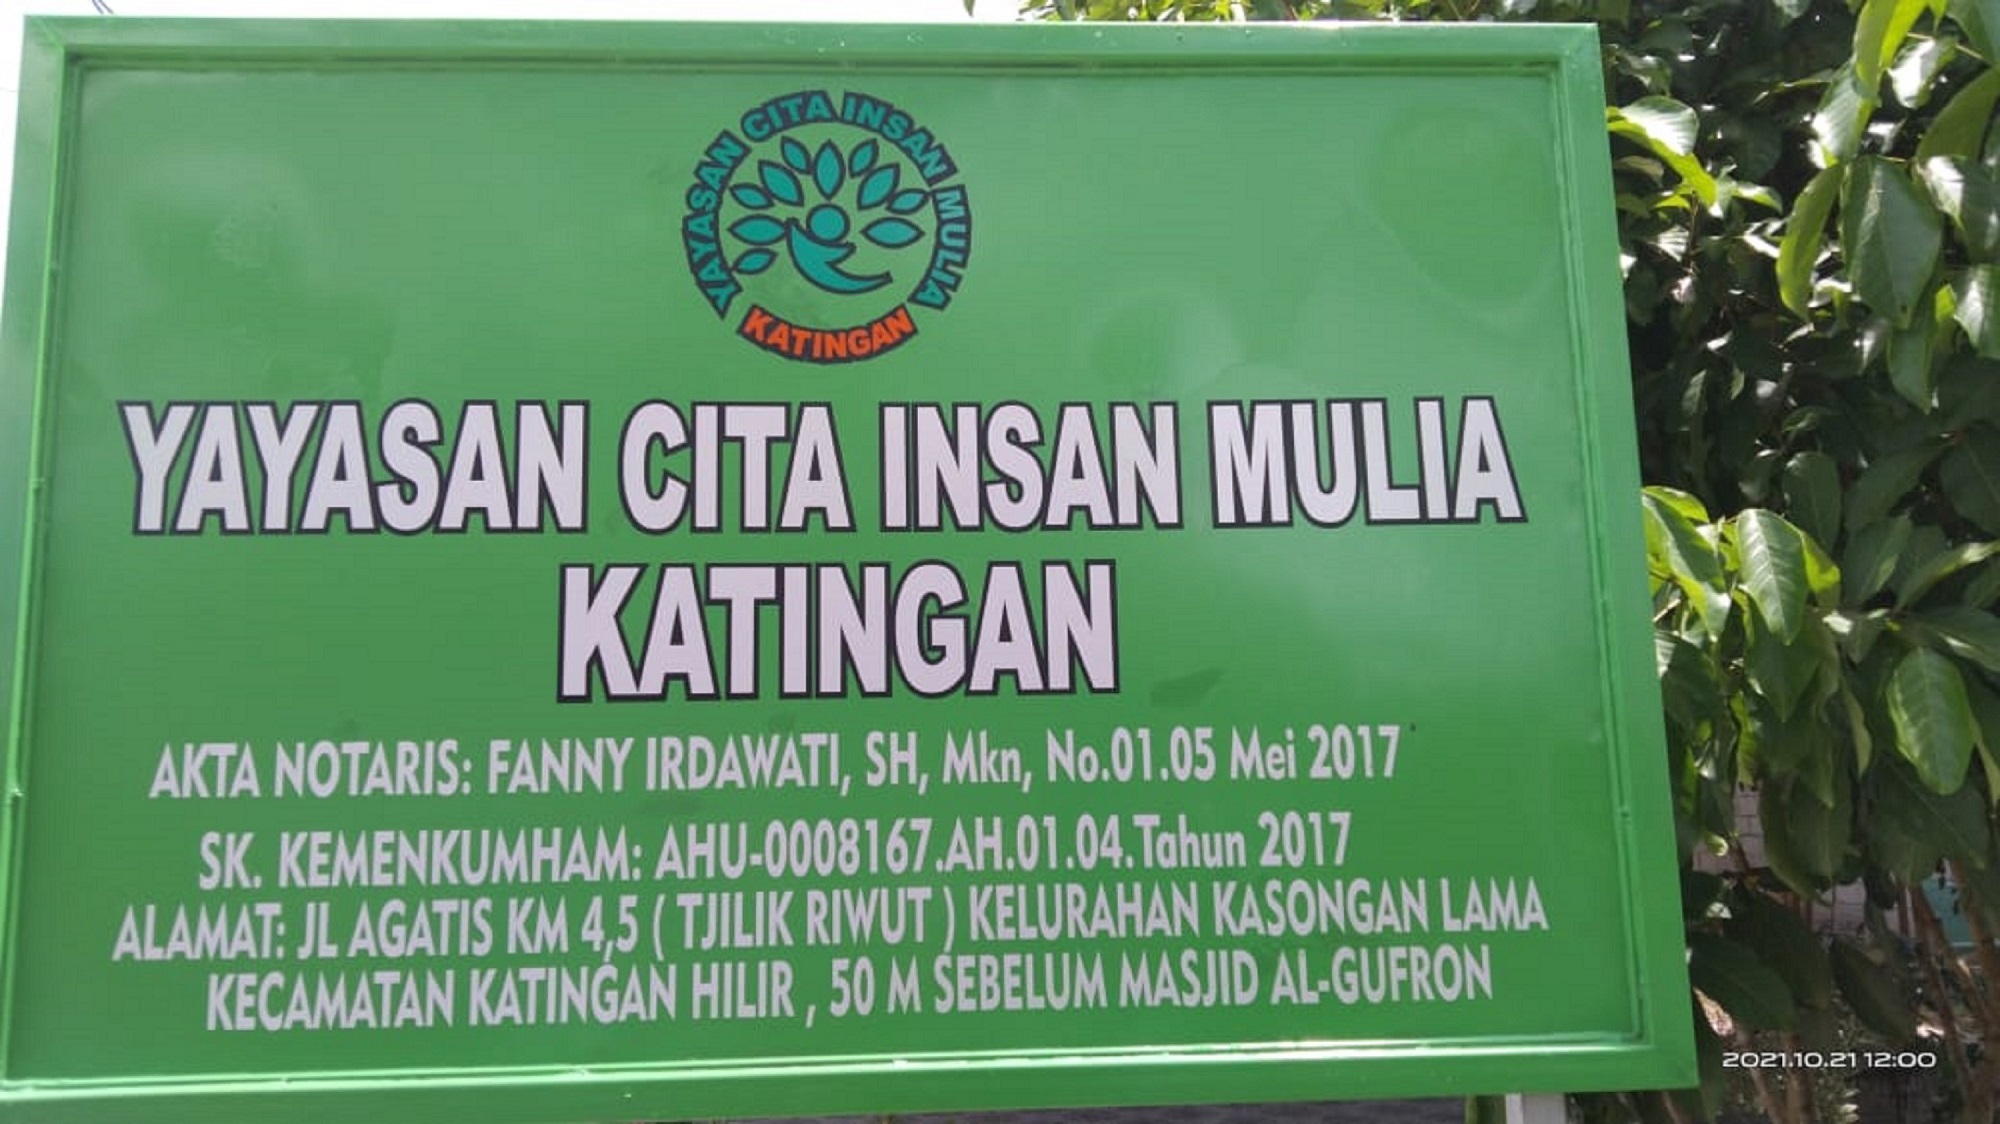 YAYASAN CITA INSAN MULIA
KATINGAN
YAYASAN CITA INSAN MULIA
KATINGAN
AKTA NOTARIS: FANNY IRDAWATI, SH, Mkn, No.01.05 Mei 2017
SK. KEMENKUMHAM: AHU-0008167.AH.01.04.Tahun 2017
ALAMAT: JL AGATIS KM 4,5 ( TJILIK RIWUT ) KELURAHAN KASONGAN LAMA
KECAMATAN KATINGAN HILIR , 50 M SEBELUM MASJID AL-GUFRON
2021.10.21 12:00